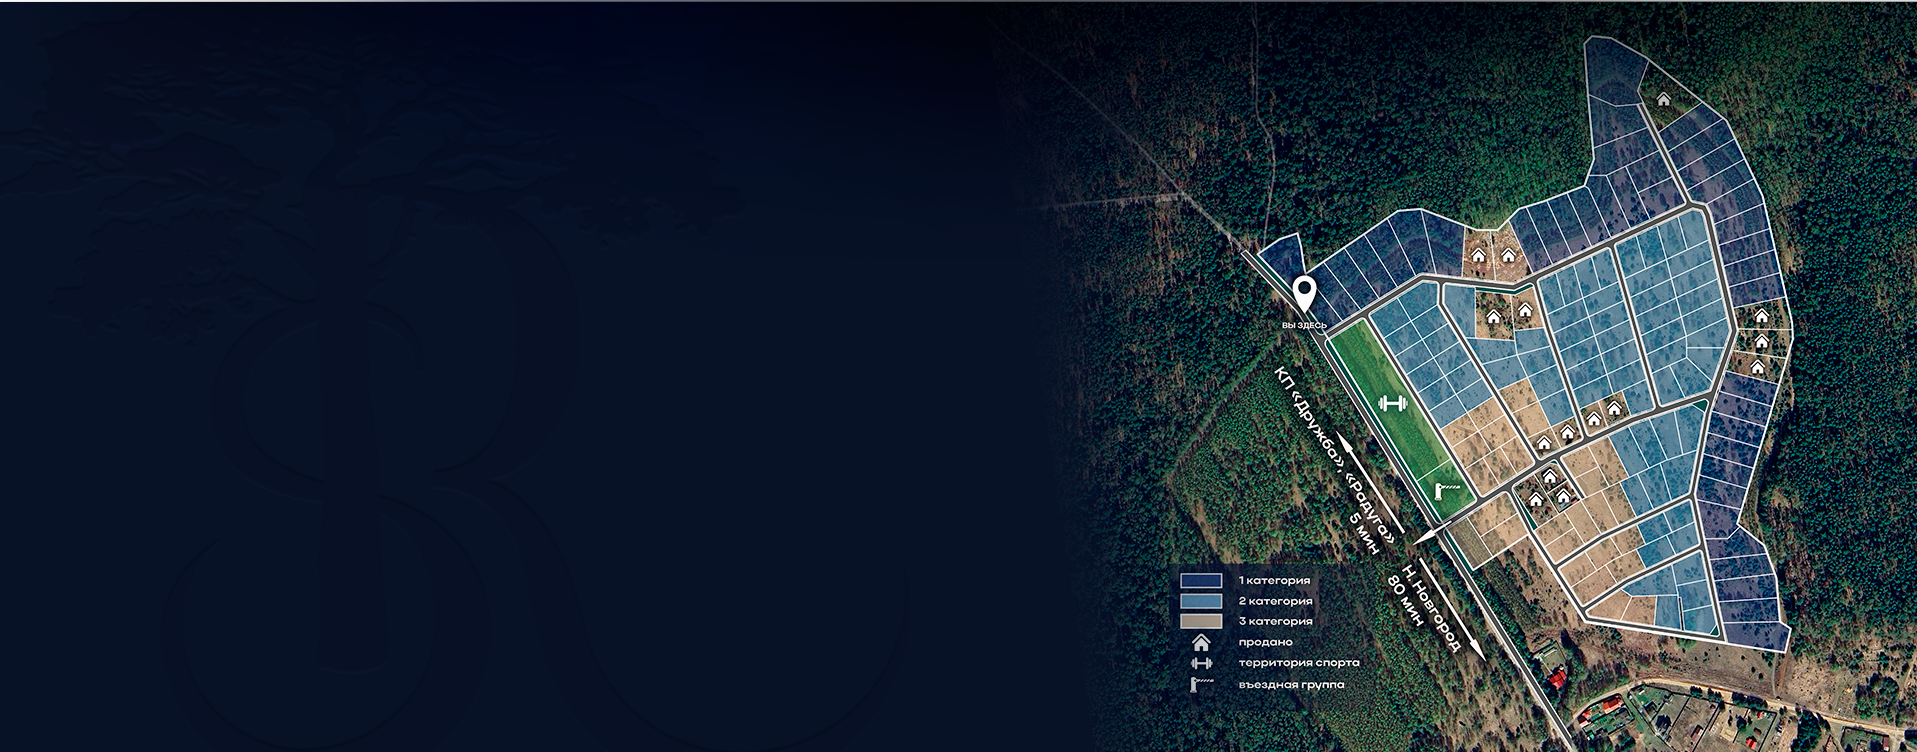 ВЫ ЗДЕСЬ
КП «Дружба», «Радуга»
5 мин
Н. Новгород
80 мин
1 категория
2 категория
3 категория
продано
территория спорта
въездная группа